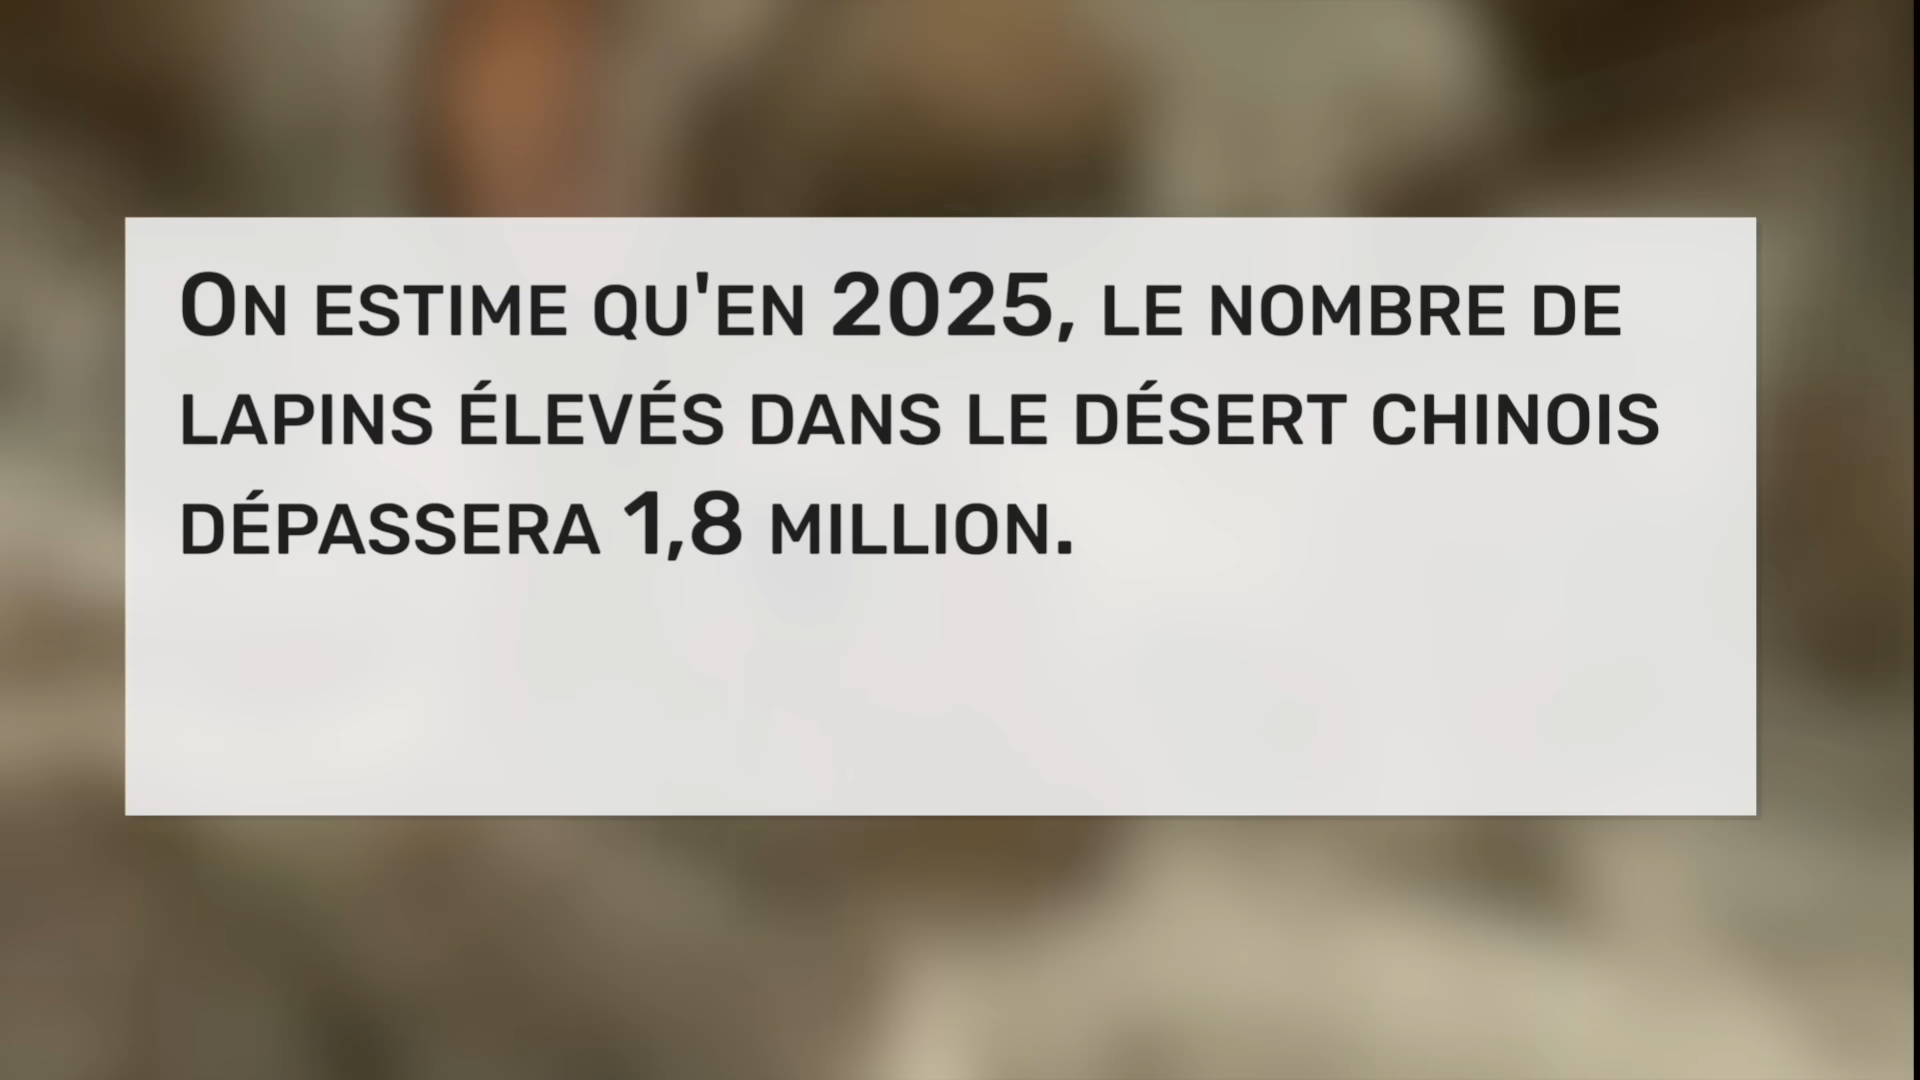 On estime qu'en 2025, le nombre de
lapins élevés dans le désert chinois
dépassera 1,8 million.